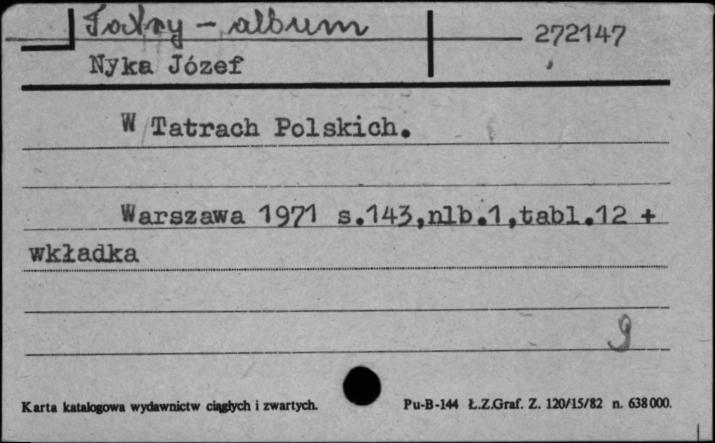 Tatry - album
272147
Nyka Józef
W Tatrach Polskich.
Warszawa 1971 s.143,nlb.1,tabl.12 +
wkładka
9
Karta katalogowa wydawnictw ciągłych i zwartych.
Pu-B-144 Ł.Z.Graf. Z. 120/15/82 n. 638000.